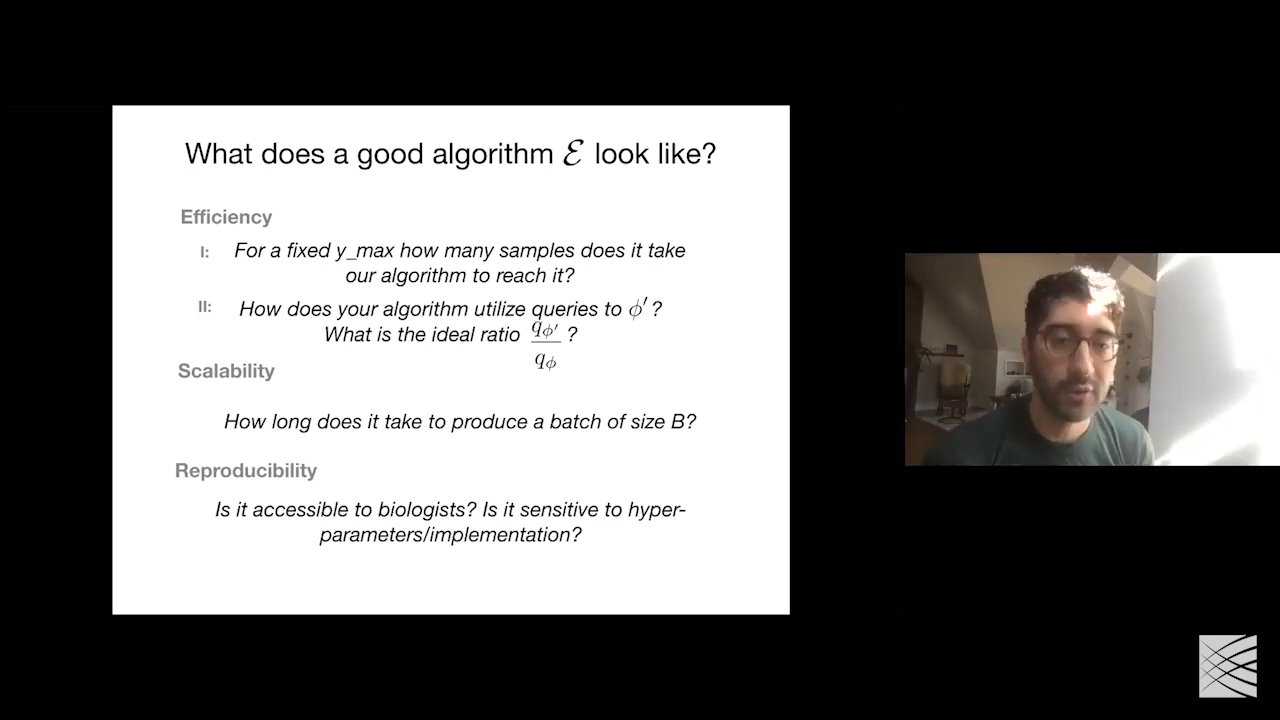 What does a good algorithm ℰ look like?
Efficiency
I: For a fixed y_max how many samples does it take
our algorithm to reach it?
II: How does your algorithm utilize queries to ϕ′ ?
What is the ideal ratio q_ϕ′ / q_ϕ ?
Scalability
How long does it take to produce a batch of size B?
Reproducibility
Is it accessible to biologists? Is it sensitive to hyper-
parameters/implementation?